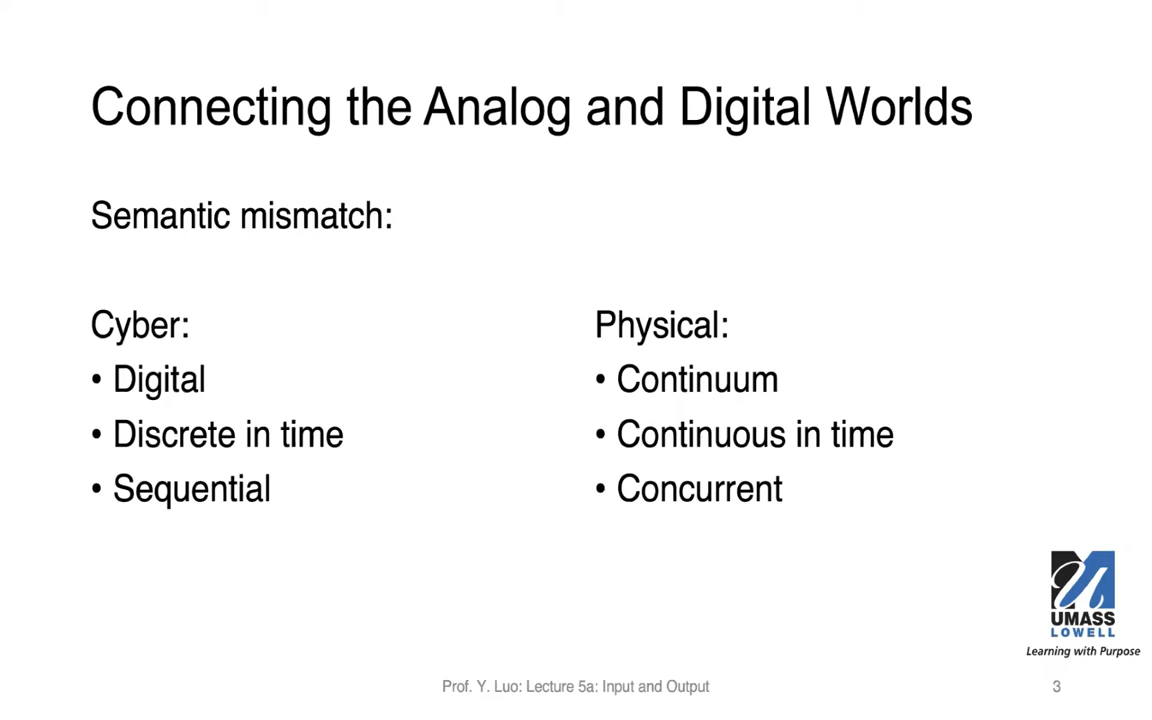 Connecting the Analog and Digital Worlds
Semantic mismatch:
Cyber:
• Digital
• Discrete in time
• Sequential
Physical:
• Continuum
• Continuous in time
• Concurrent
UMASS
LOWELL
Learning with Purpose
Prof. Y. Luo: Lecture 5a: Input and Output
3